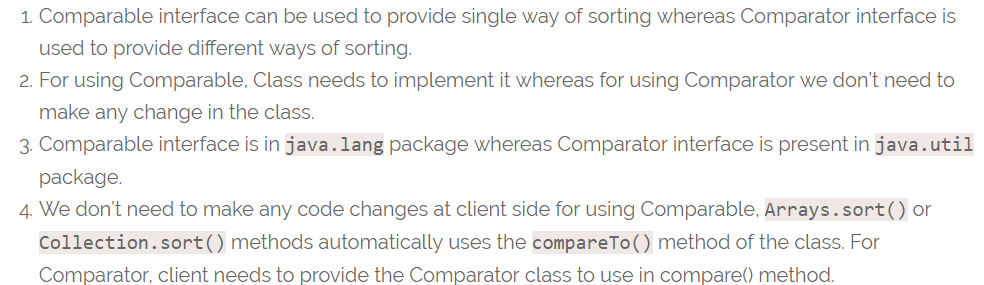 1. Comparable interface can be used to provide single way of sorting whereas Comparator interface is
used to provide different ways of sorting.
2. For using Comparable, Class needs to implement it whereas for using Comparator we don't need to
make any change in the class.
3. Comparable interface is in java.lang package whereas Comparator interface is present in java.util
package.
4. We don't need to make any code changes at client side for using Comparable, Arrays.sort() or
Collection.sort() methods automatically uses the compareTo() method of the class. For
Comparator, client needs to provide the Comparator class to use in compare() method.